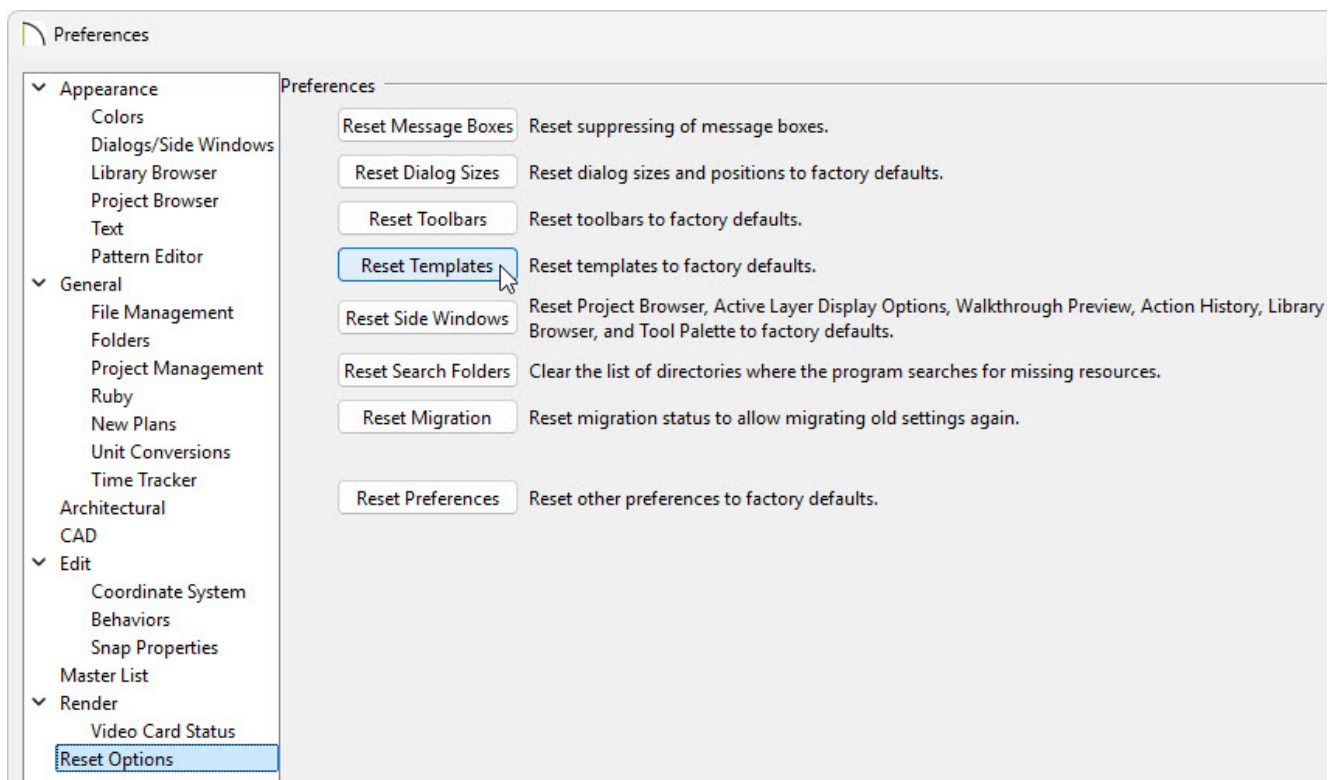 Preferences
Appearance
Colors
Dialogs/Side Windows
Library Browser
Project Browser
Text
Pattern Editor
General
File Management
Folders
Project Management
Ruby
New Plans
Unit Conversions
Time Tracker
Architectural
CAD
Edit
Coordinate System
Behaviors
Snap Properties
Master List
Render
Video Card Status
Reset Options
Preferences
Reset Message Boxes Reset suppressing of message boxes.
Reset Dialog Sizes Reset dialog sizes and positions to factory defaults.
Reset Toolbars Reset toolbars to factory defaults.
Reset Templates Reset templates to factory defaults.
Reset Side Windows Reset Project Browser, Active Layer Display Options, Walkthrough Preview, Action History, Library
Browser, and Tool Palette to factory defaults.
Reset Search Folders Clear the list of directories where the program searches for missing resources.
Reset Migration Reset migration status to allow migrating old settings again.
Reset Preferences Reset other preferences to factory defaults.